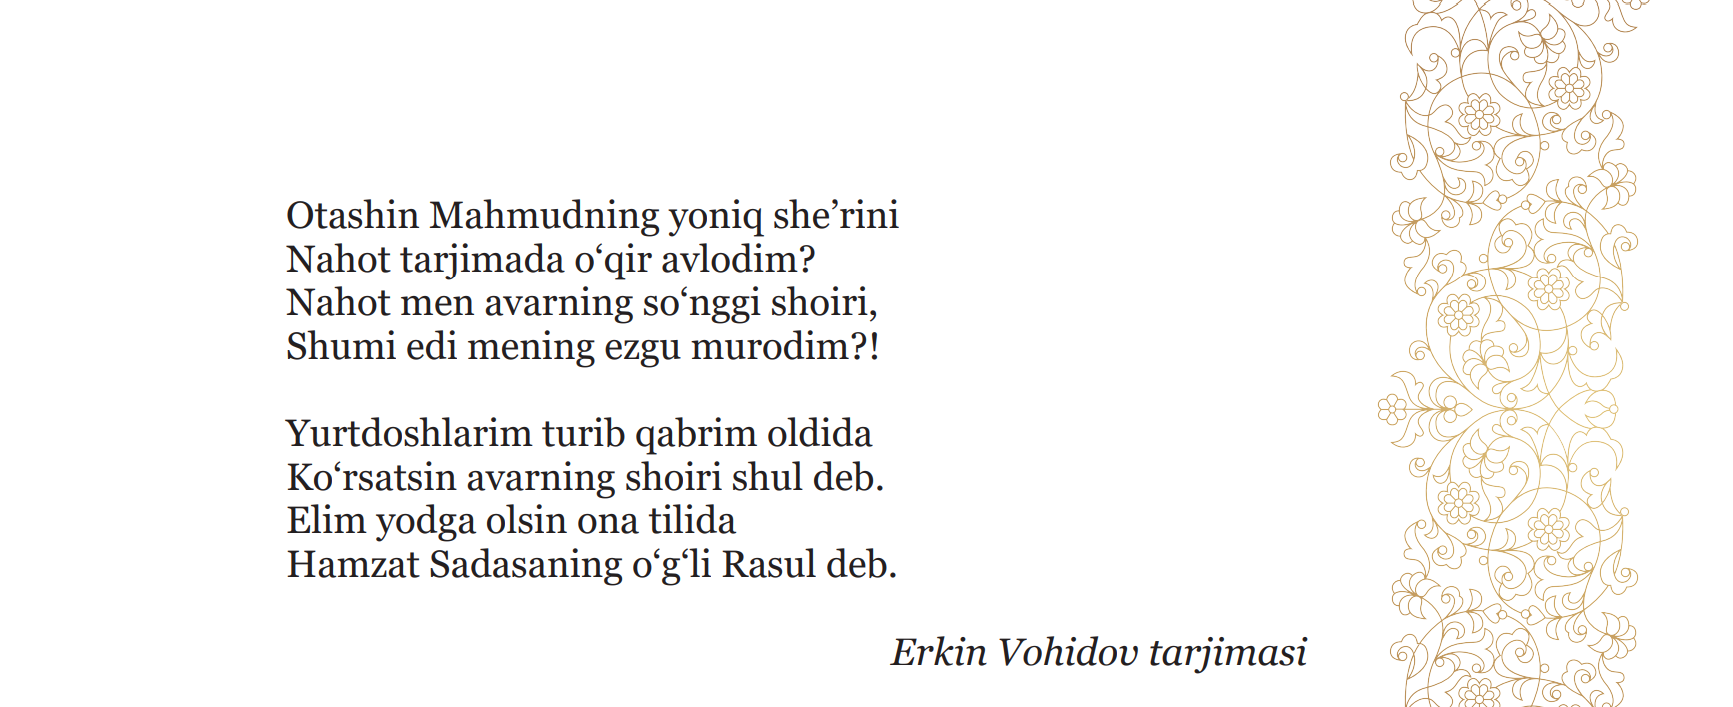 Otashin Mahmudning yoniq she’rini
Nahot tarjimada o‘qir avlodim?
Nahot men avarning so‘nggi shoiri,
Shumi edi mening ezgu murodim?!
Yurtdoshlarim turib qabrim oldida
Ko‘rsatsin avarning shoiri shul deb.
Elim yodga olsin ona tilida
Hamzat Sadasaning o‘g‘li Rasul deb.
Erkin Vohidov tarjimasi